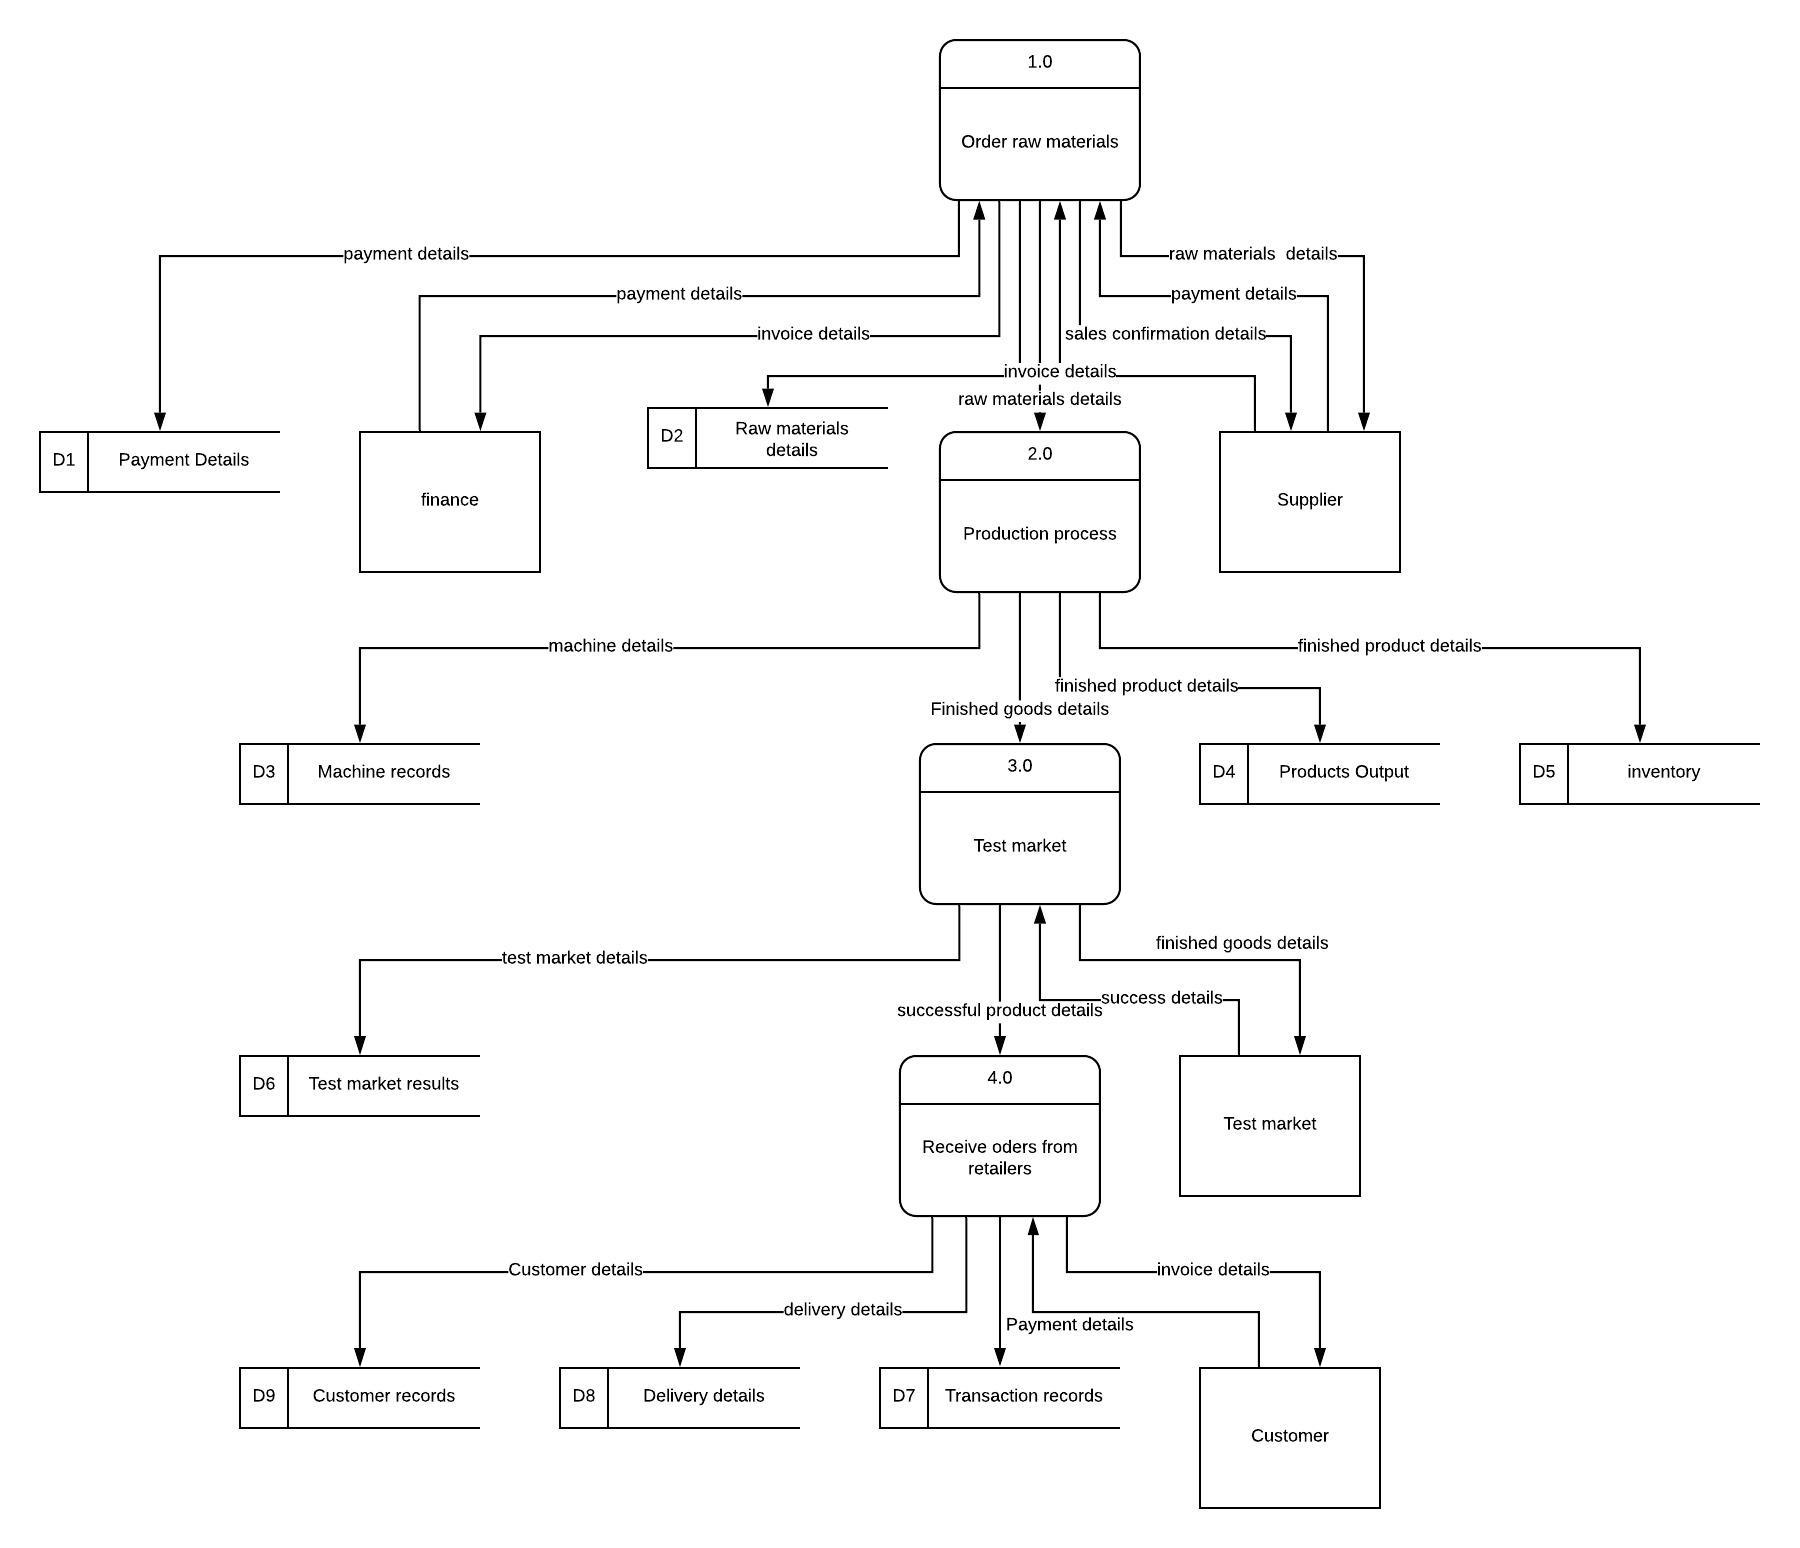 1.0
Order raw materials
payment details
raw materials  details
payment details
payment details
invoice details
sales confirmation details
invoice details
raw materials details
D1
Payment Details
finance
D2
Raw materials
details
2.0
Production process
Supplier
machine details
finished product details
finished product details
Finished goods details
D3
Machine records
3.0
Test market
D4
Products Output
D5
inventory
test market details
finished goods details
success details
successful product details
D6
Test market results
4.0
Receive oders from
retailers
Test market
Customer details
invoice details
delivery details
Payment details
D9
Customer records
D8
Delivery details
D7
Transaction records
Customer